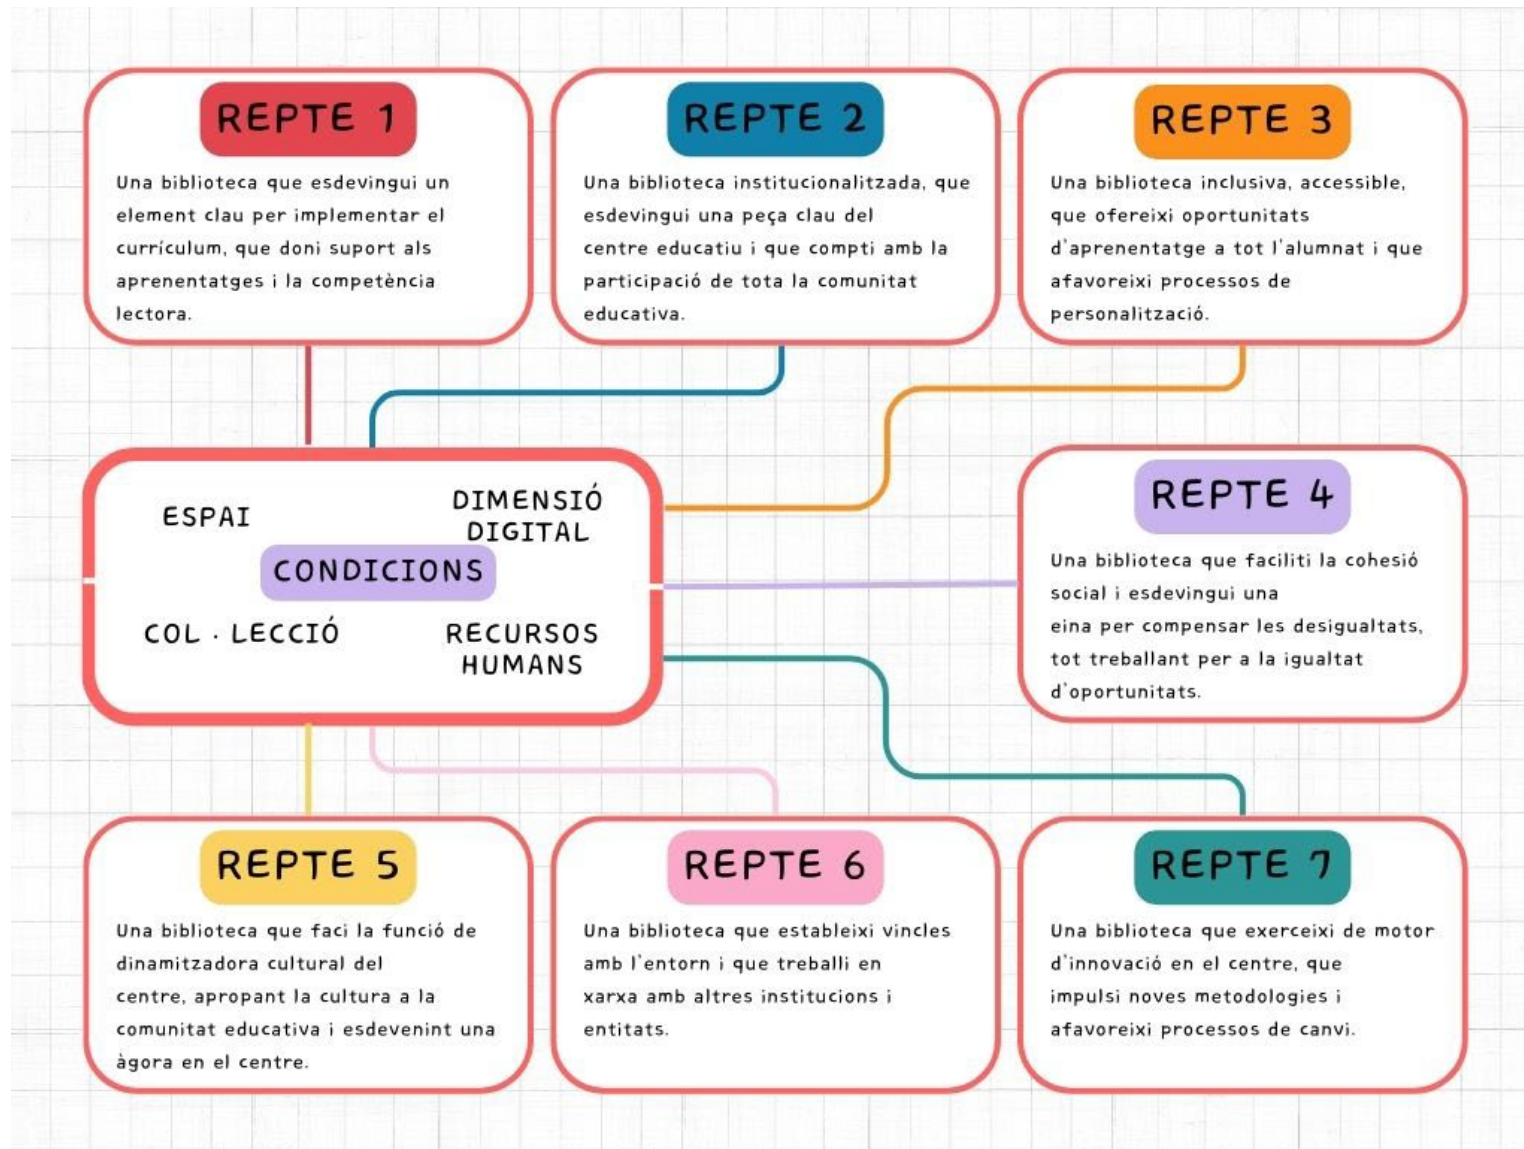 REPTE 1
Una biblioteca que esdevingui un
element clau per implementar el
currículum, que doni suport als
aprenentatges i la competència
lectora.
REPTE 2
Una biblioteca institucionalitzada, que
esdevingui una peça clau del
centre educatiu i que compti amb la
participació de tota la comunitat
educativa.
REPTE 3
Una biblioteca inclusiva, accessible,
que ofereixi oportunitats
d'aprenentatge a tot l'alumnat i que
afavoreixi processos de
personalització.
ESPAI
DIMENSIÓ
DIGITAL
CONDICIONS
COL · LECCIÓ
RECURSOS
HUMANS
REPTE 4
Una biblioteca que faciliti la cohesió
social i esdevingui una
eina per compensar les desigualtats,
tot treballant per a la igualtat
d'oportunitats.
REPTE 5
Una biblioteca que faci la funció de
dinamitzadora cultural del
centre, apropant la cultura a la
comunitat educativa i esdevenint una
àgora en el centre.
REPTE 6
Una biblioteca que estableixi vincles
amb l'entorn i que treballi en
xarxa amb altres institucions i
entitats.
REPTE 7
Una biblioteca que exerceixi de motor
d'innovació en el centre, que
impulsi noves metodologies i
afavoreixi processos de canvi.